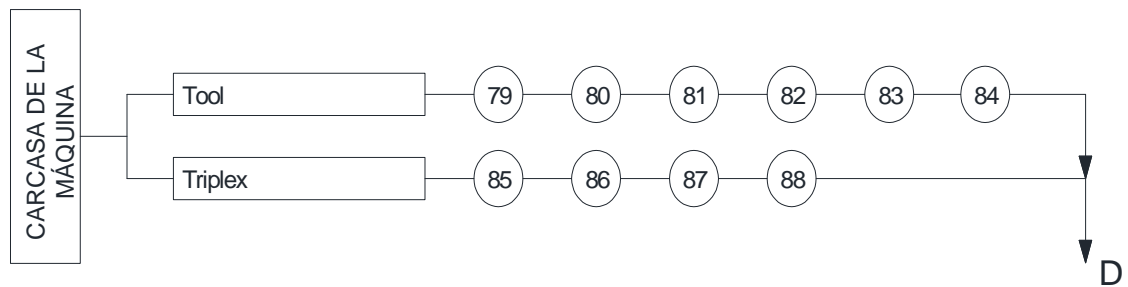 CARCASA DE LA
MÁQUINA
Tool
79 80 81 82 83 84
Triplex
85 86 87 88
D